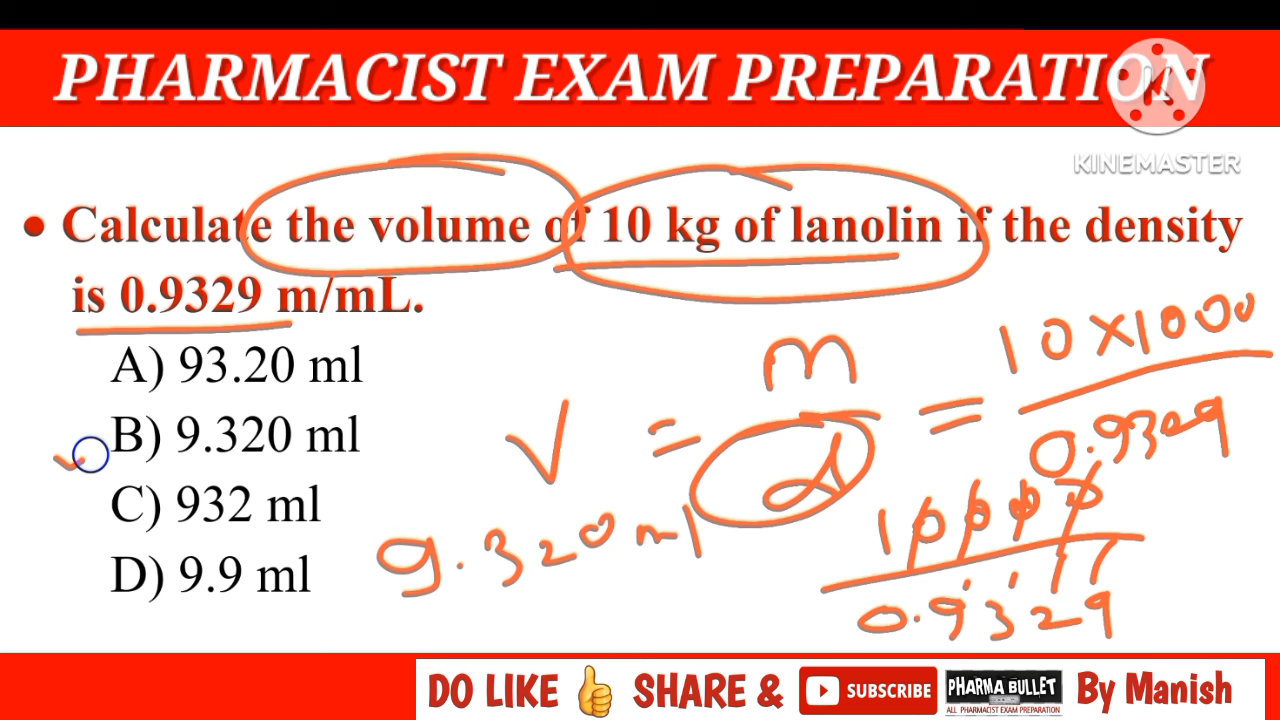 PHARMACIST EXAM PREPARATION
KINEMASTER
• Calculate the volume of 10 kg of lanolin if the density
is 0.9329 m/mL.
A) 93.20 ml
B) 9.320 ml
C) 932 ml
D) 9.9 ml
V = m/d = 10×1000/0.9329
9.320 ml
10000/0.9329
DO LIKE 👍 SHARE & SUBSCRIBE PHARMA BULLET By Manish
ALL PHARMACIST EXAM PREPARATION